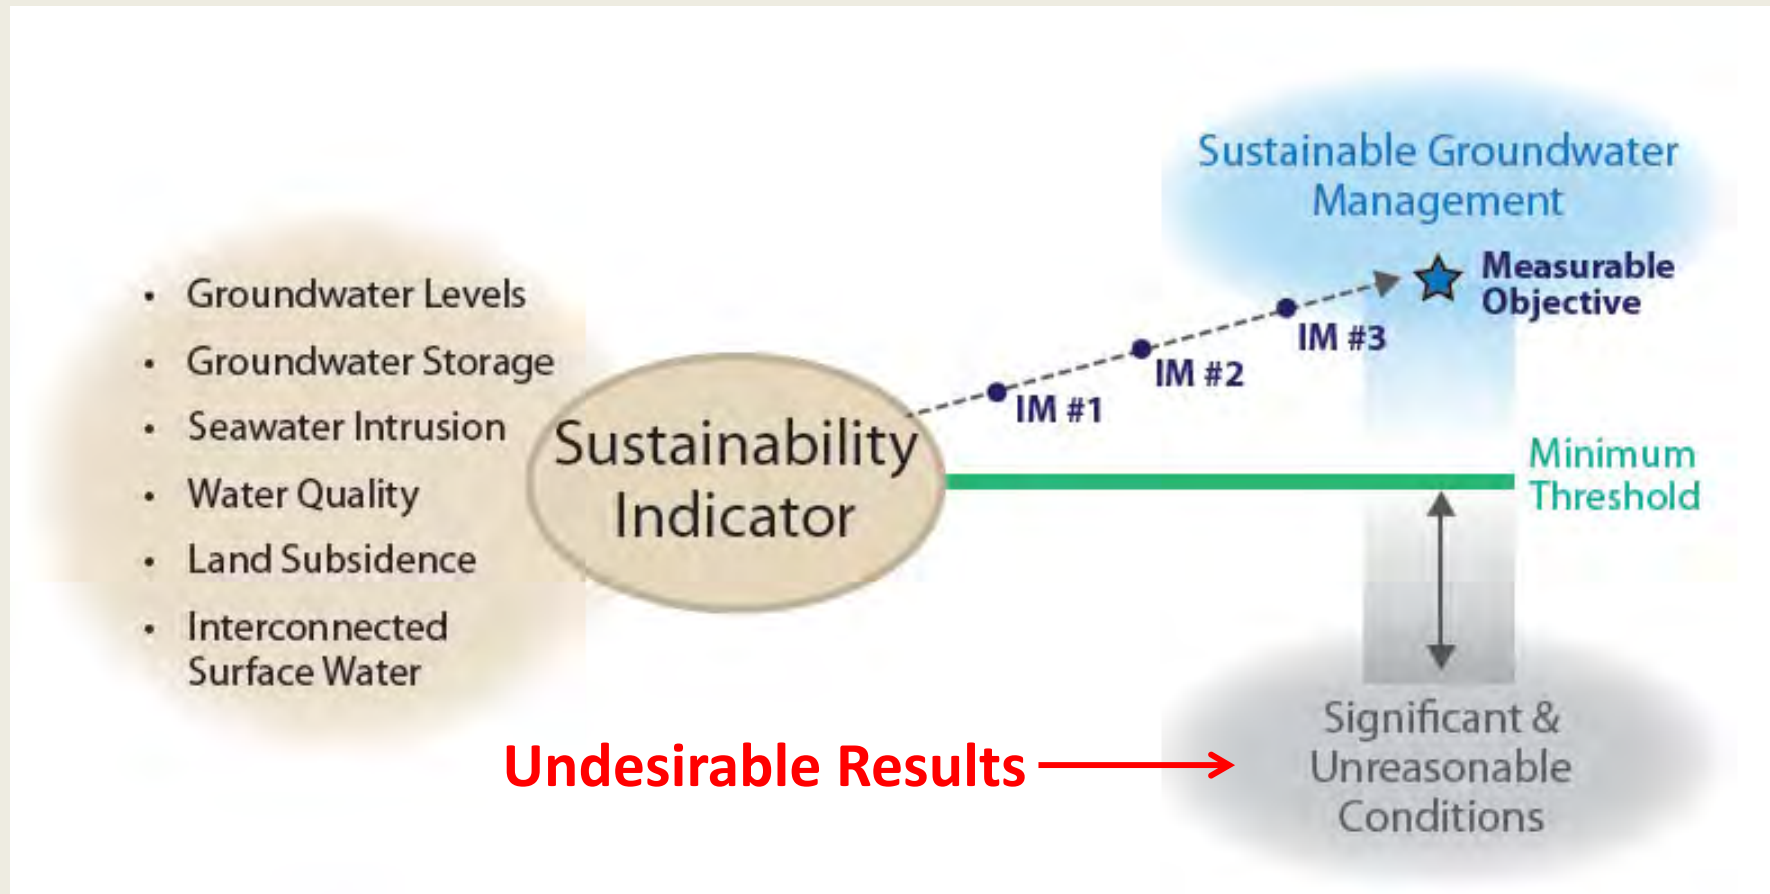 • Groundwater Levels
• Groundwater Storage
• Seawater Intrusion
• Water Quality
• Land Subsidence
• Interconnected
Surface Water
Sustainability
Indicator
IM #1
IM #2
IM #3
Sustainable Groundwater
Management
Measurable
Objective
Minimum
Threshold
Undesirable Results
Significant &
Unreasonable
Conditions